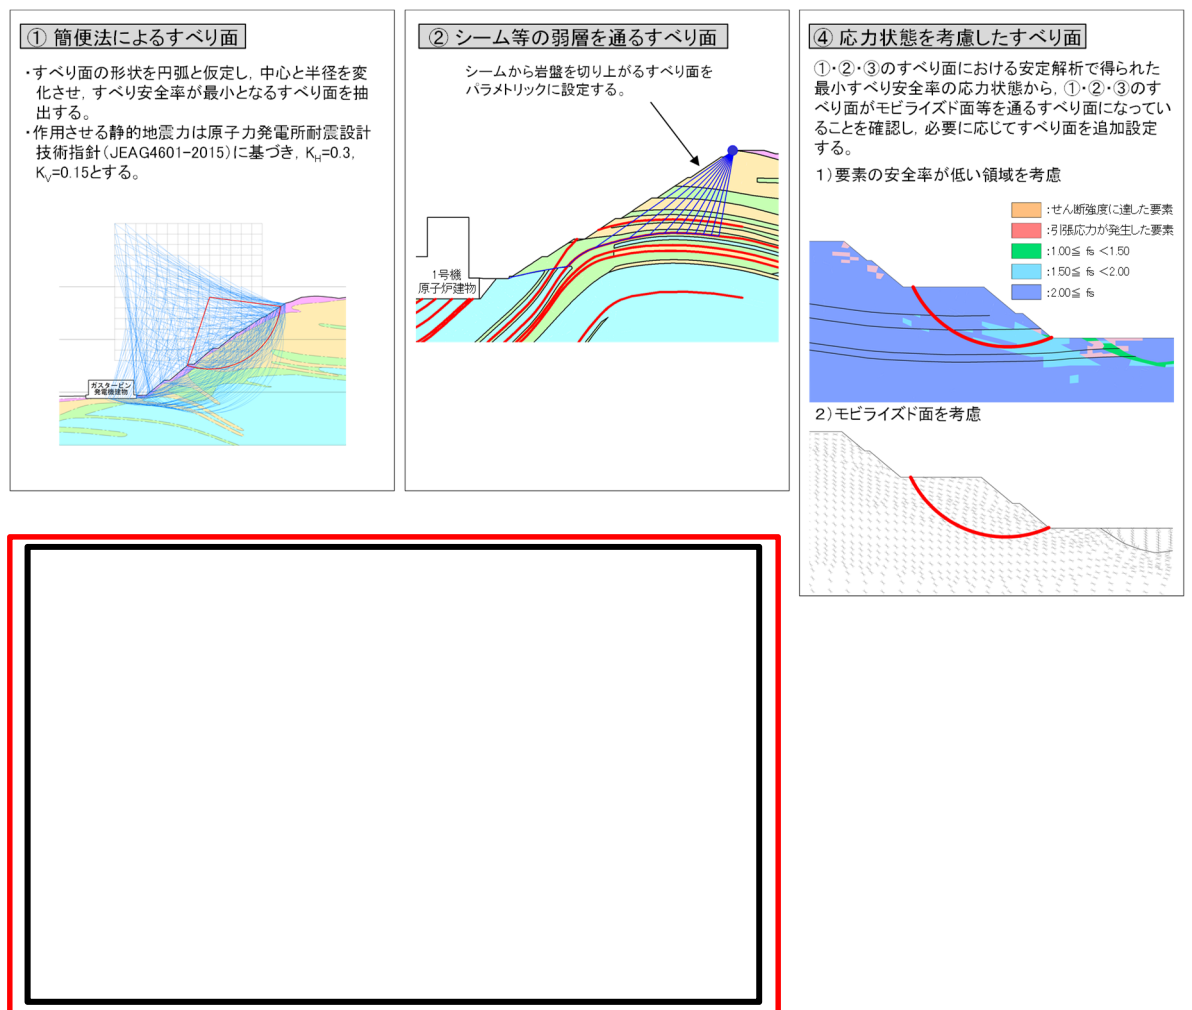 ① 簡便法によるすべり面
・すべり面の形状を円弧と仮定し，中心と半径を変
化させ，すべり安全率が最小となるすべり面を抽
出する。
・作用させる静的地震力は原子力発電所耐震設計
技術指針（JEAG4601-2015）に基づき，KH=0.3，
KV=0.15とする。
ガスタービン
発電機建物
② シーム等の弱層を通るすべり面
シームから岩盤を切り上がるすべり面を
パラメトリックに設定する。
1号機
原子炉建物
④ 応力状態を考慮したすべり面
①・②・③のすべり面における安定解析で得られた
最小すべり安全率の応力状態から，①・②・③のす
べり面がモビライズド面等を通るすべり面になってい
ることを確認し，必要に応じてすべり面を追加設定
する。
1）要素の安全率が低い領域を考慮
：せん断強度に達した要素
：引張応力が発生した要素
：1.00≦ fs ＜1.50
：1.50≦ fs ＜2.00
：2.00≦ fs
2）モビライズド面を考慮